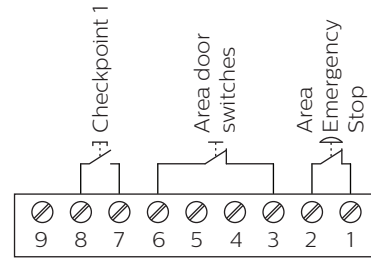 Checkpoint 1
Area door
switches
Area
Emergency
Stop
9 8 7 6 5 4 3 2 1